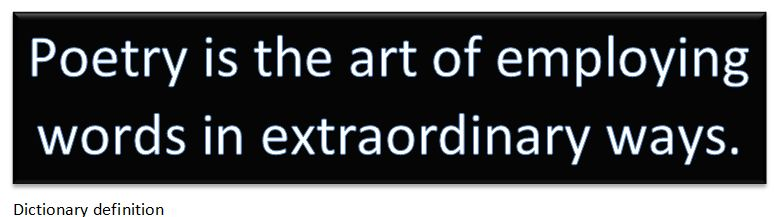 Poetry is the art of employing
words in extraordinary ways.
Dictionary definition